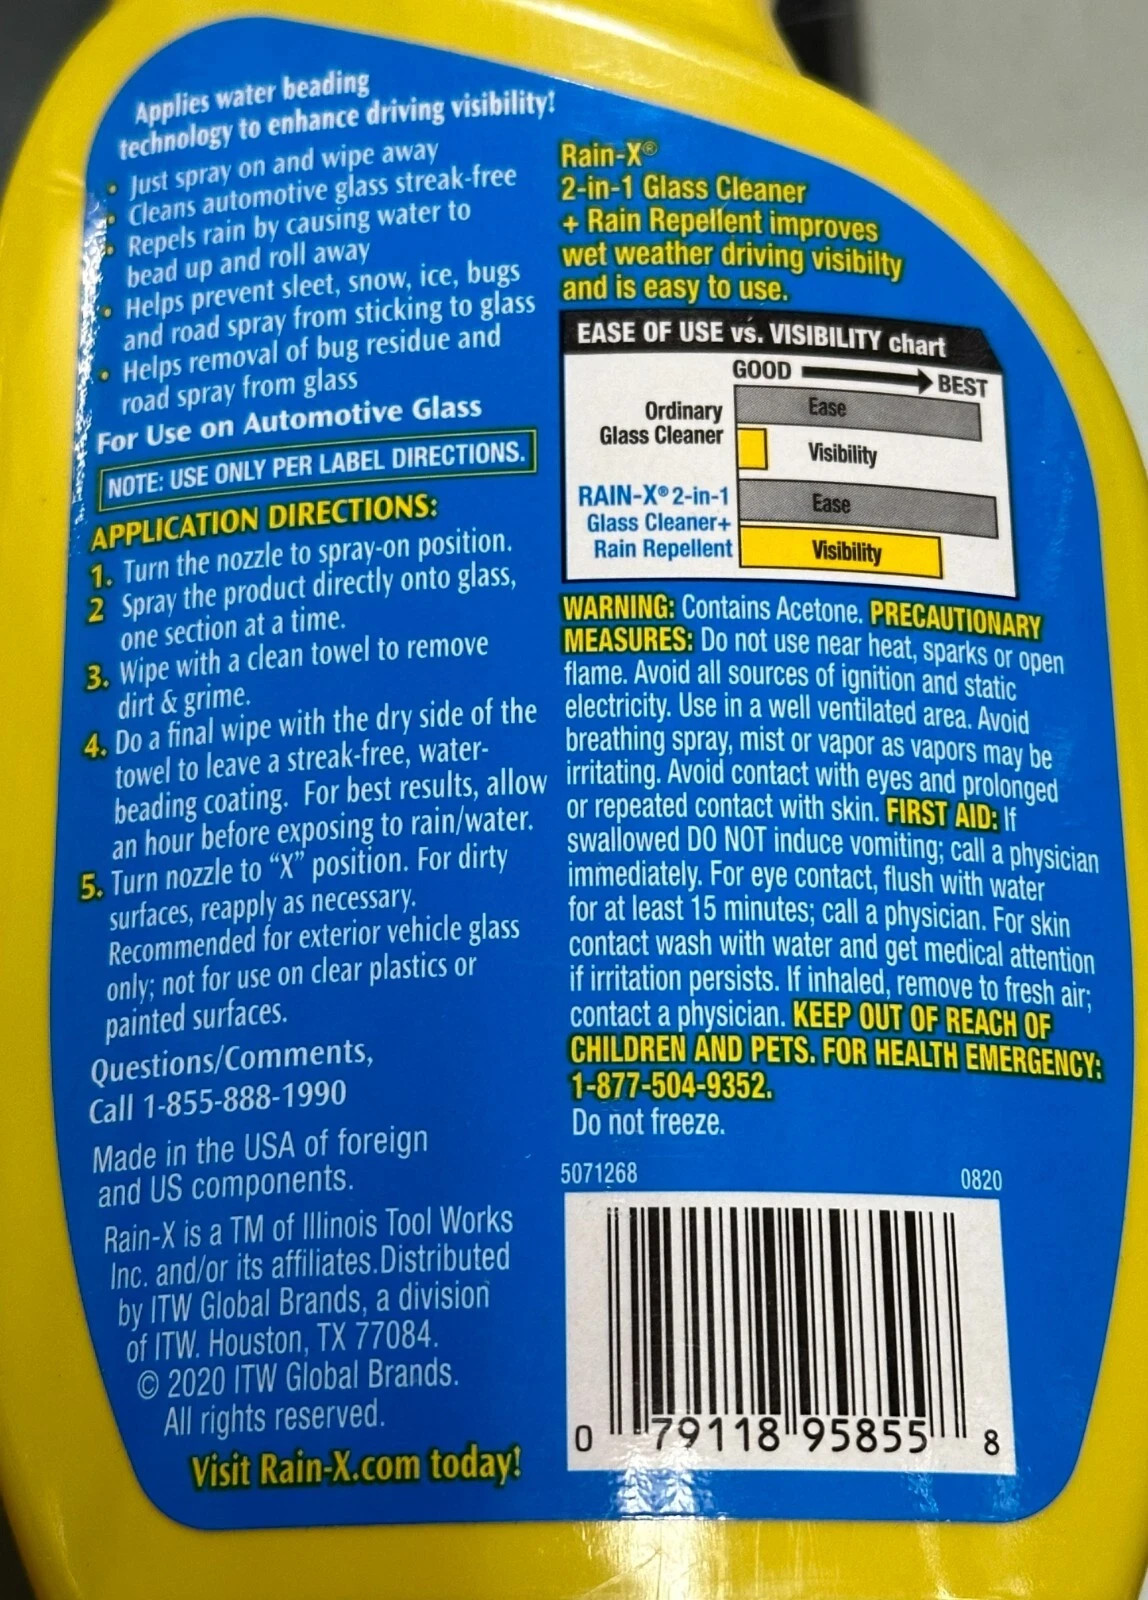 Applies water beading
technology to enhance driving visibility!
• Just spray on and wipe away
• Cleans automotive glass streak-free
• Repels rain by causing water to
bead up and roll away
• Helps prevent sleet, snow, ice, bugs
and road spray from sticking to glass
• Helps removal of bug residue and
road spray from glass
For Use on Automotive Glass
NOTE: USE ONLY PER LABEL DIRECTIONS.
APPLICATION DIRECTIONS:
1. Turn the nozzle to spray-on position.
2 Spray the product directly onto glass,
one section at a time.
3. Wipe with a clean towel to remove
dirt & grime.
4. Do a final wipe with the dry side of the
towel to leave a streak-free, water-
beading coating. For best results, allow
an hour before exposing to rain/water.
5. Turn nozzle to “X” position. For dirty
surfaces, reapply as necessary.
Recommended for exterior vehicle glass
only; not for use on clear plastics or
painted surfaces.
Questions/Comments,
Call 1-855-888-1990
Made in the USA of foreign
and US components.
Rain-X is a TM of Illinois Tool Works
Inc. and/or its affiliates.Distributed
by ITW Global Brands, a division
of ITW. Houston, TX 77084.
© 2020 ITW Global Brands.
All rights reserved.
Visit Rain-X.com today!
Rain-X®
2-in-1 Glass Cleaner
+ Rain Repellent improves
wet weather driving visibilty
and is easy to use.
EASE OF USE vs. VISIBILITY chart
GOOD BEST
Ordinary
Glass Cleaner
Ease
Visibility
RAIN-X® 2-in-1
Glass Cleaner+
Rain Repellent
Ease
Visibility
WARNING: Contains Acetone. PRECAUTIONARY
MEASURES: Do not use near heat, sparks or open
flame. Avoid all sources of ignition and static
electricity. Use in a well ventilated area. Avoid
breathing spray, mist or vapor as vapors may be
irritating. Avoid contact with eyes and prolonged
or repeated contact with skin. FIRST AID: If
swallowed DO NOT induce vomiting; call a physician
immediately. For eye contact, flush with water
for at least 15 minutes; call a physician. For skin
contact wash with water and get medical attention
if irritation persists. If inhaled, remove to fresh air;
contact a physician. KEEP OUT OF REACH OF
CHILDREN AND PETS. FOR HEALTH EMERGENCY:
1-877-504-9352.
Do not freeze.
5071268 0820
0 79118 95855 8